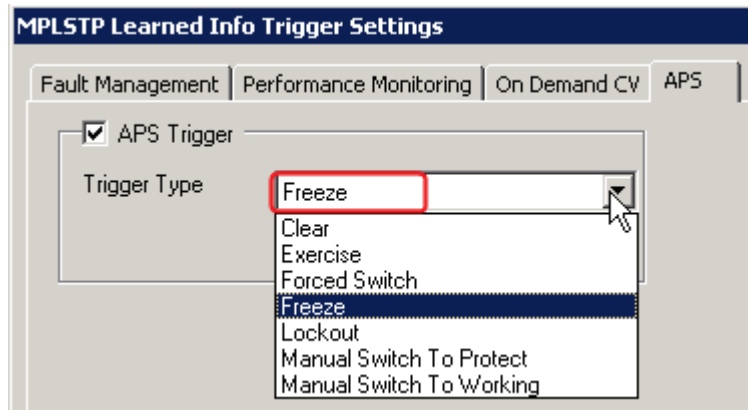 MPLSTP Learned Info Trigger Settings
Fault Management Performance Monitoring On Demand CV APS
APS Trigger
Trigger Type Freeze
Clear
Exercise
Forced Switch
Freeze
Lockout
Manual Switch To Protect
Manual Switch To Working